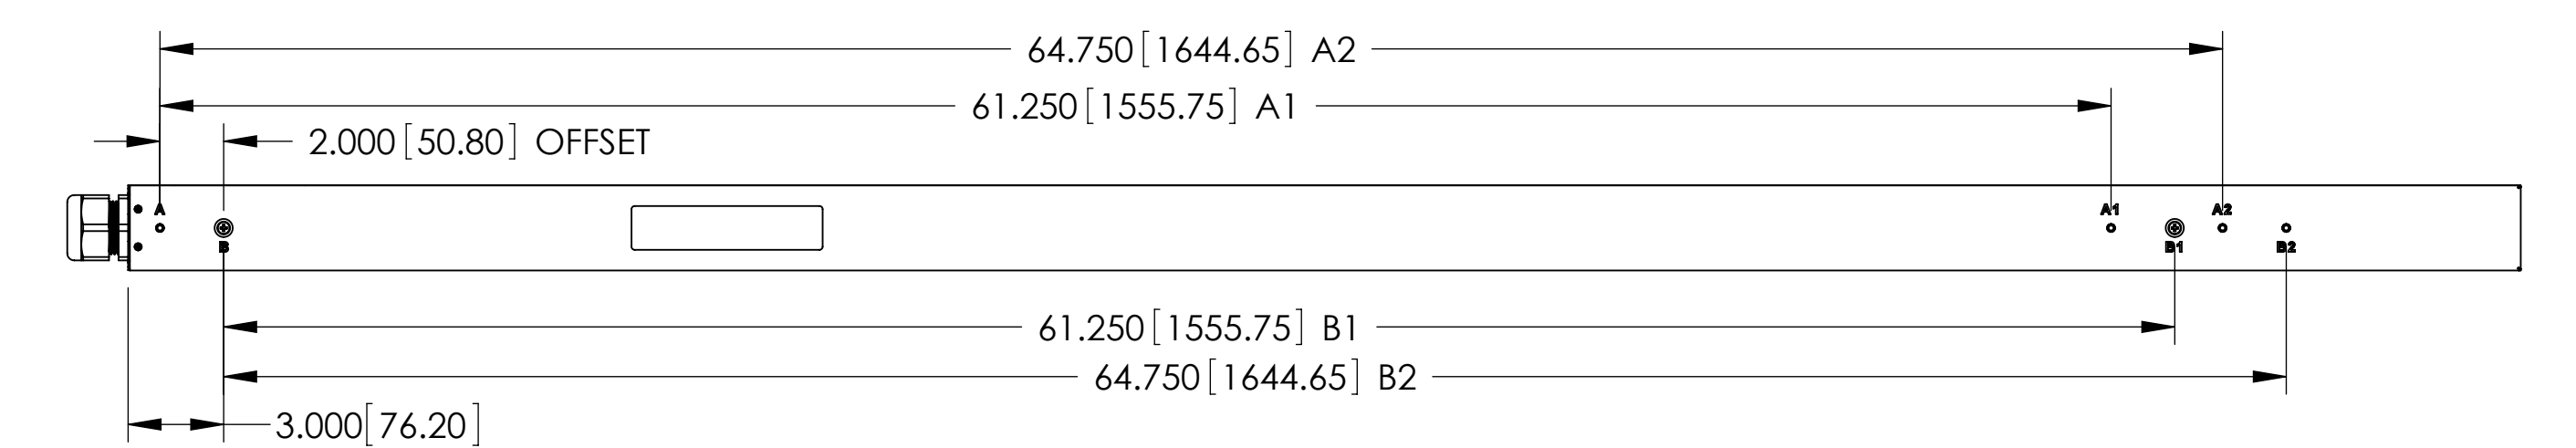 64.750[1644.65] A2
61.250[1555.75] A1
2.000[50.80] OFFSET
A
A1
A2
B
B1
B2
61.250[1555.75] B1
64.750[1644.65] B2
3.000[76.20]